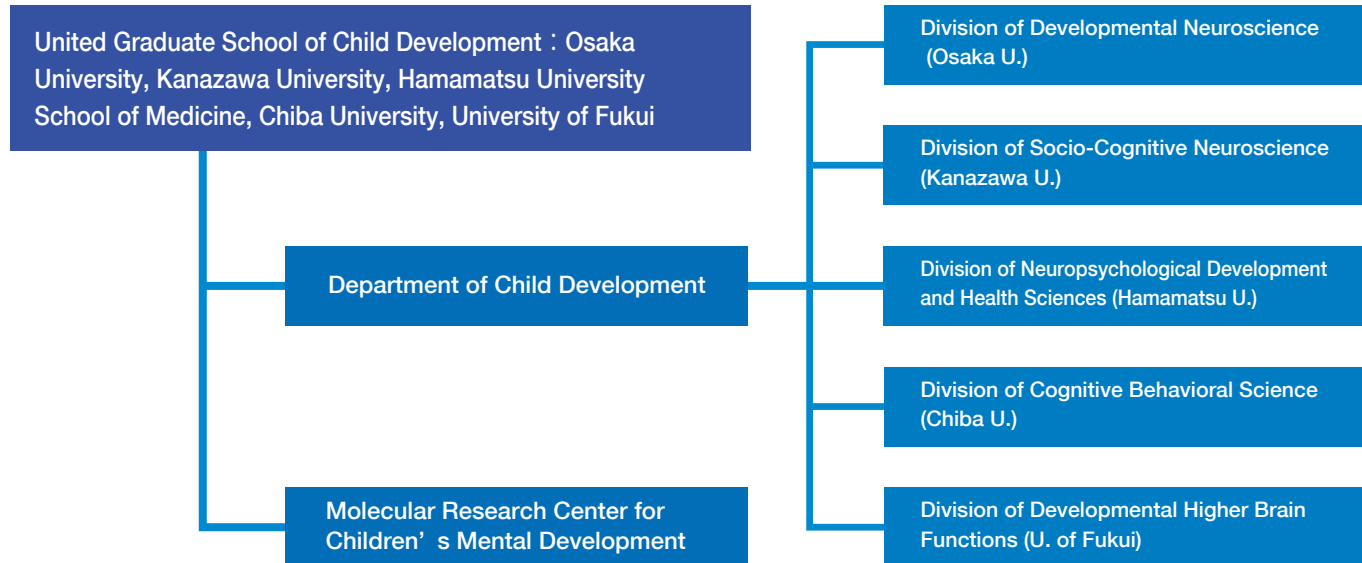 United Graduate School of Child Development：Osaka
University, Kanazawa University, Hamamatsu University
School of Medicine, Chiba University, University of Fukui
Department of Child Development
Molecular Research Center for
Children’s Mental Development
Division of Developmental Neuroscience
(Osaka U.)
Division of Socio-Cognitive Neuroscience
(Kanazawa U.)
Division of Neuropsychological Development
and Health Sciences (Hamamatsu U.)
Division of Cognitive Behavioral Science
(Chiba U.)
Division of Developmental Higher Brain
Functions (U. of Fukui)